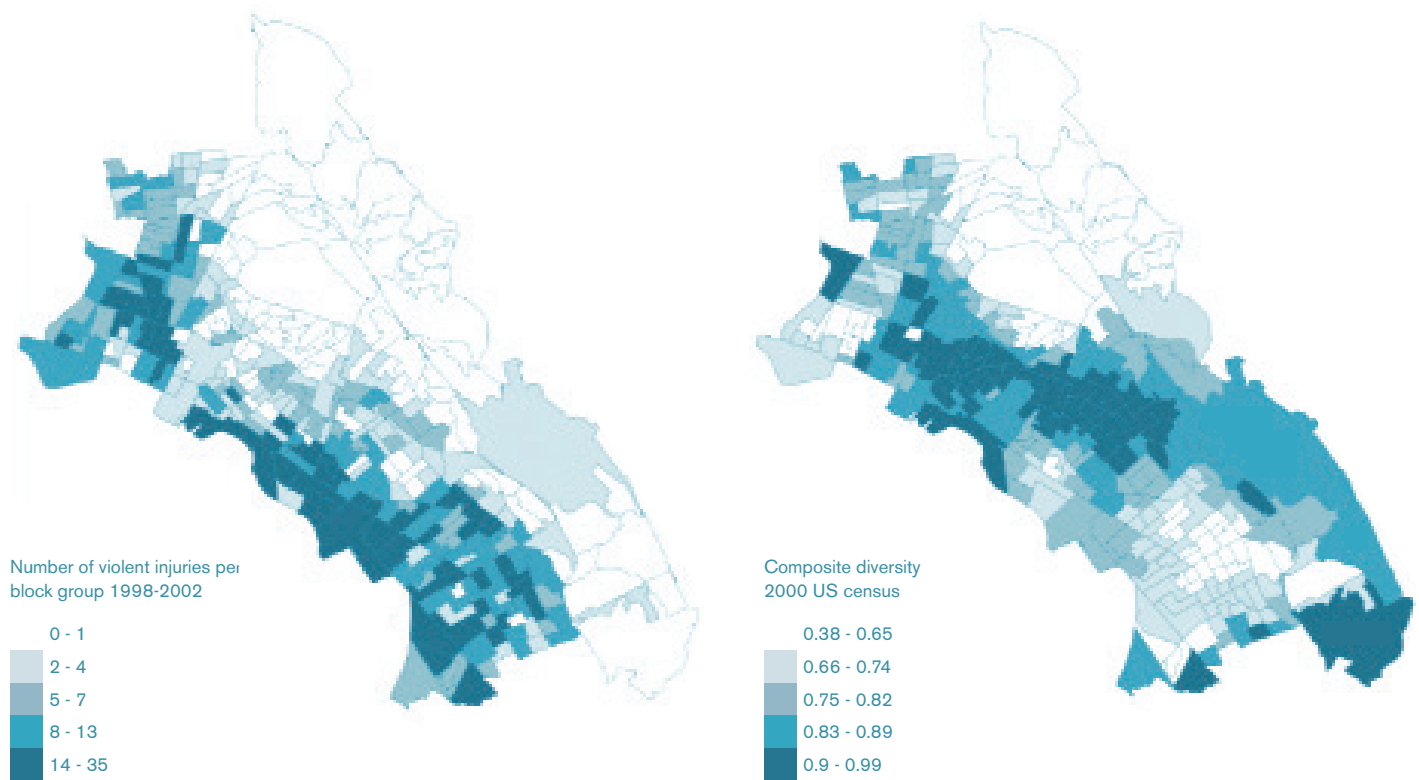 Number of violent injuries per
block group 1998-2002
0 - 1
2 - 4
5 - 7
8 - 13
14 - 35
Composite diversity
2000 US census
0.38 - 0.65
0.66 - 0.74
0.75 - 0.82
0.83 - 0.89
0.9 - 0.99